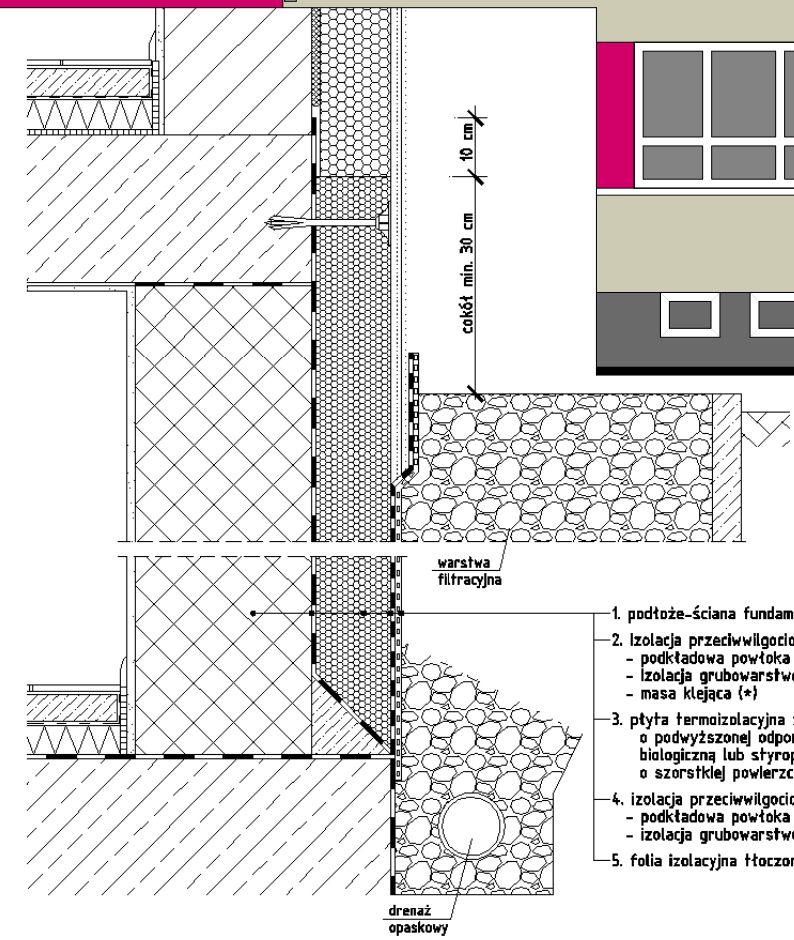 10 cm
cokół min. 30 cm
warstwa
filtracyjna
1. podłoże-ściana fundam
2. Izolacja przeciwwilgocio
- podkładowa powłoka
- Izolacja grubowarstwo
- masa klejąca (*)
3. płyta termoizolacyjna z
o podwyższonej odpor
biologiczną lub styrop
o szorstkiej powierzc
4. izolacja przeciwwilgocio
- podkładowa powłoka
- izolacja grubowarstwo
5. folia izolacyjna tłoczon
drenaż
opaskowy